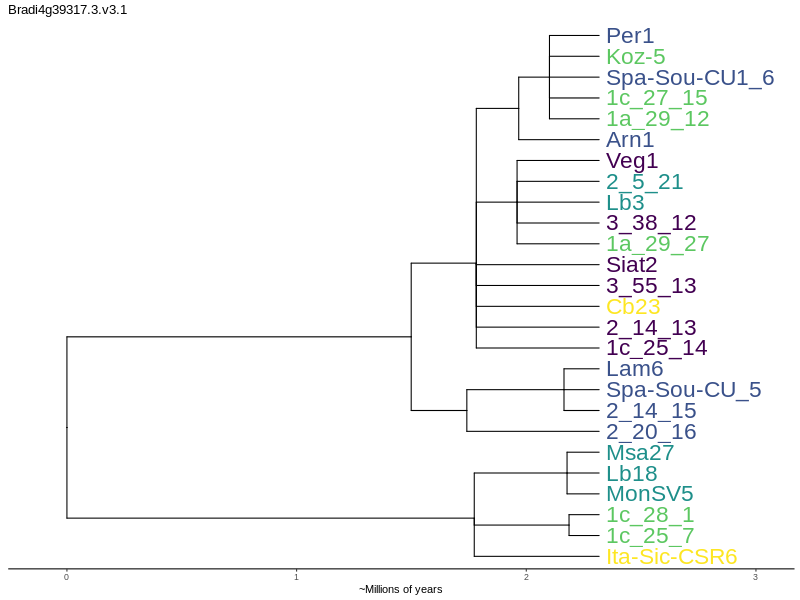 Bradi4g39317.3.v3.1
Per1
Koz-5
Spa-Sou-CU1_6
1c_27_15
1a_29_12
Arn1
Veg1
2_5_21
Lb3
3_38_12
1a_29_27
Siat2
3_55_13
Cb23
2_14_13
1c_25_14
Lam6
Spa-Sou-CU_5
2_14_15
2_20_16
Msa27
Lb18
MonSV5
1c_28_1
1c_25_7
Ita-Sic-CSR6
0 1 2 3
~Millions of years